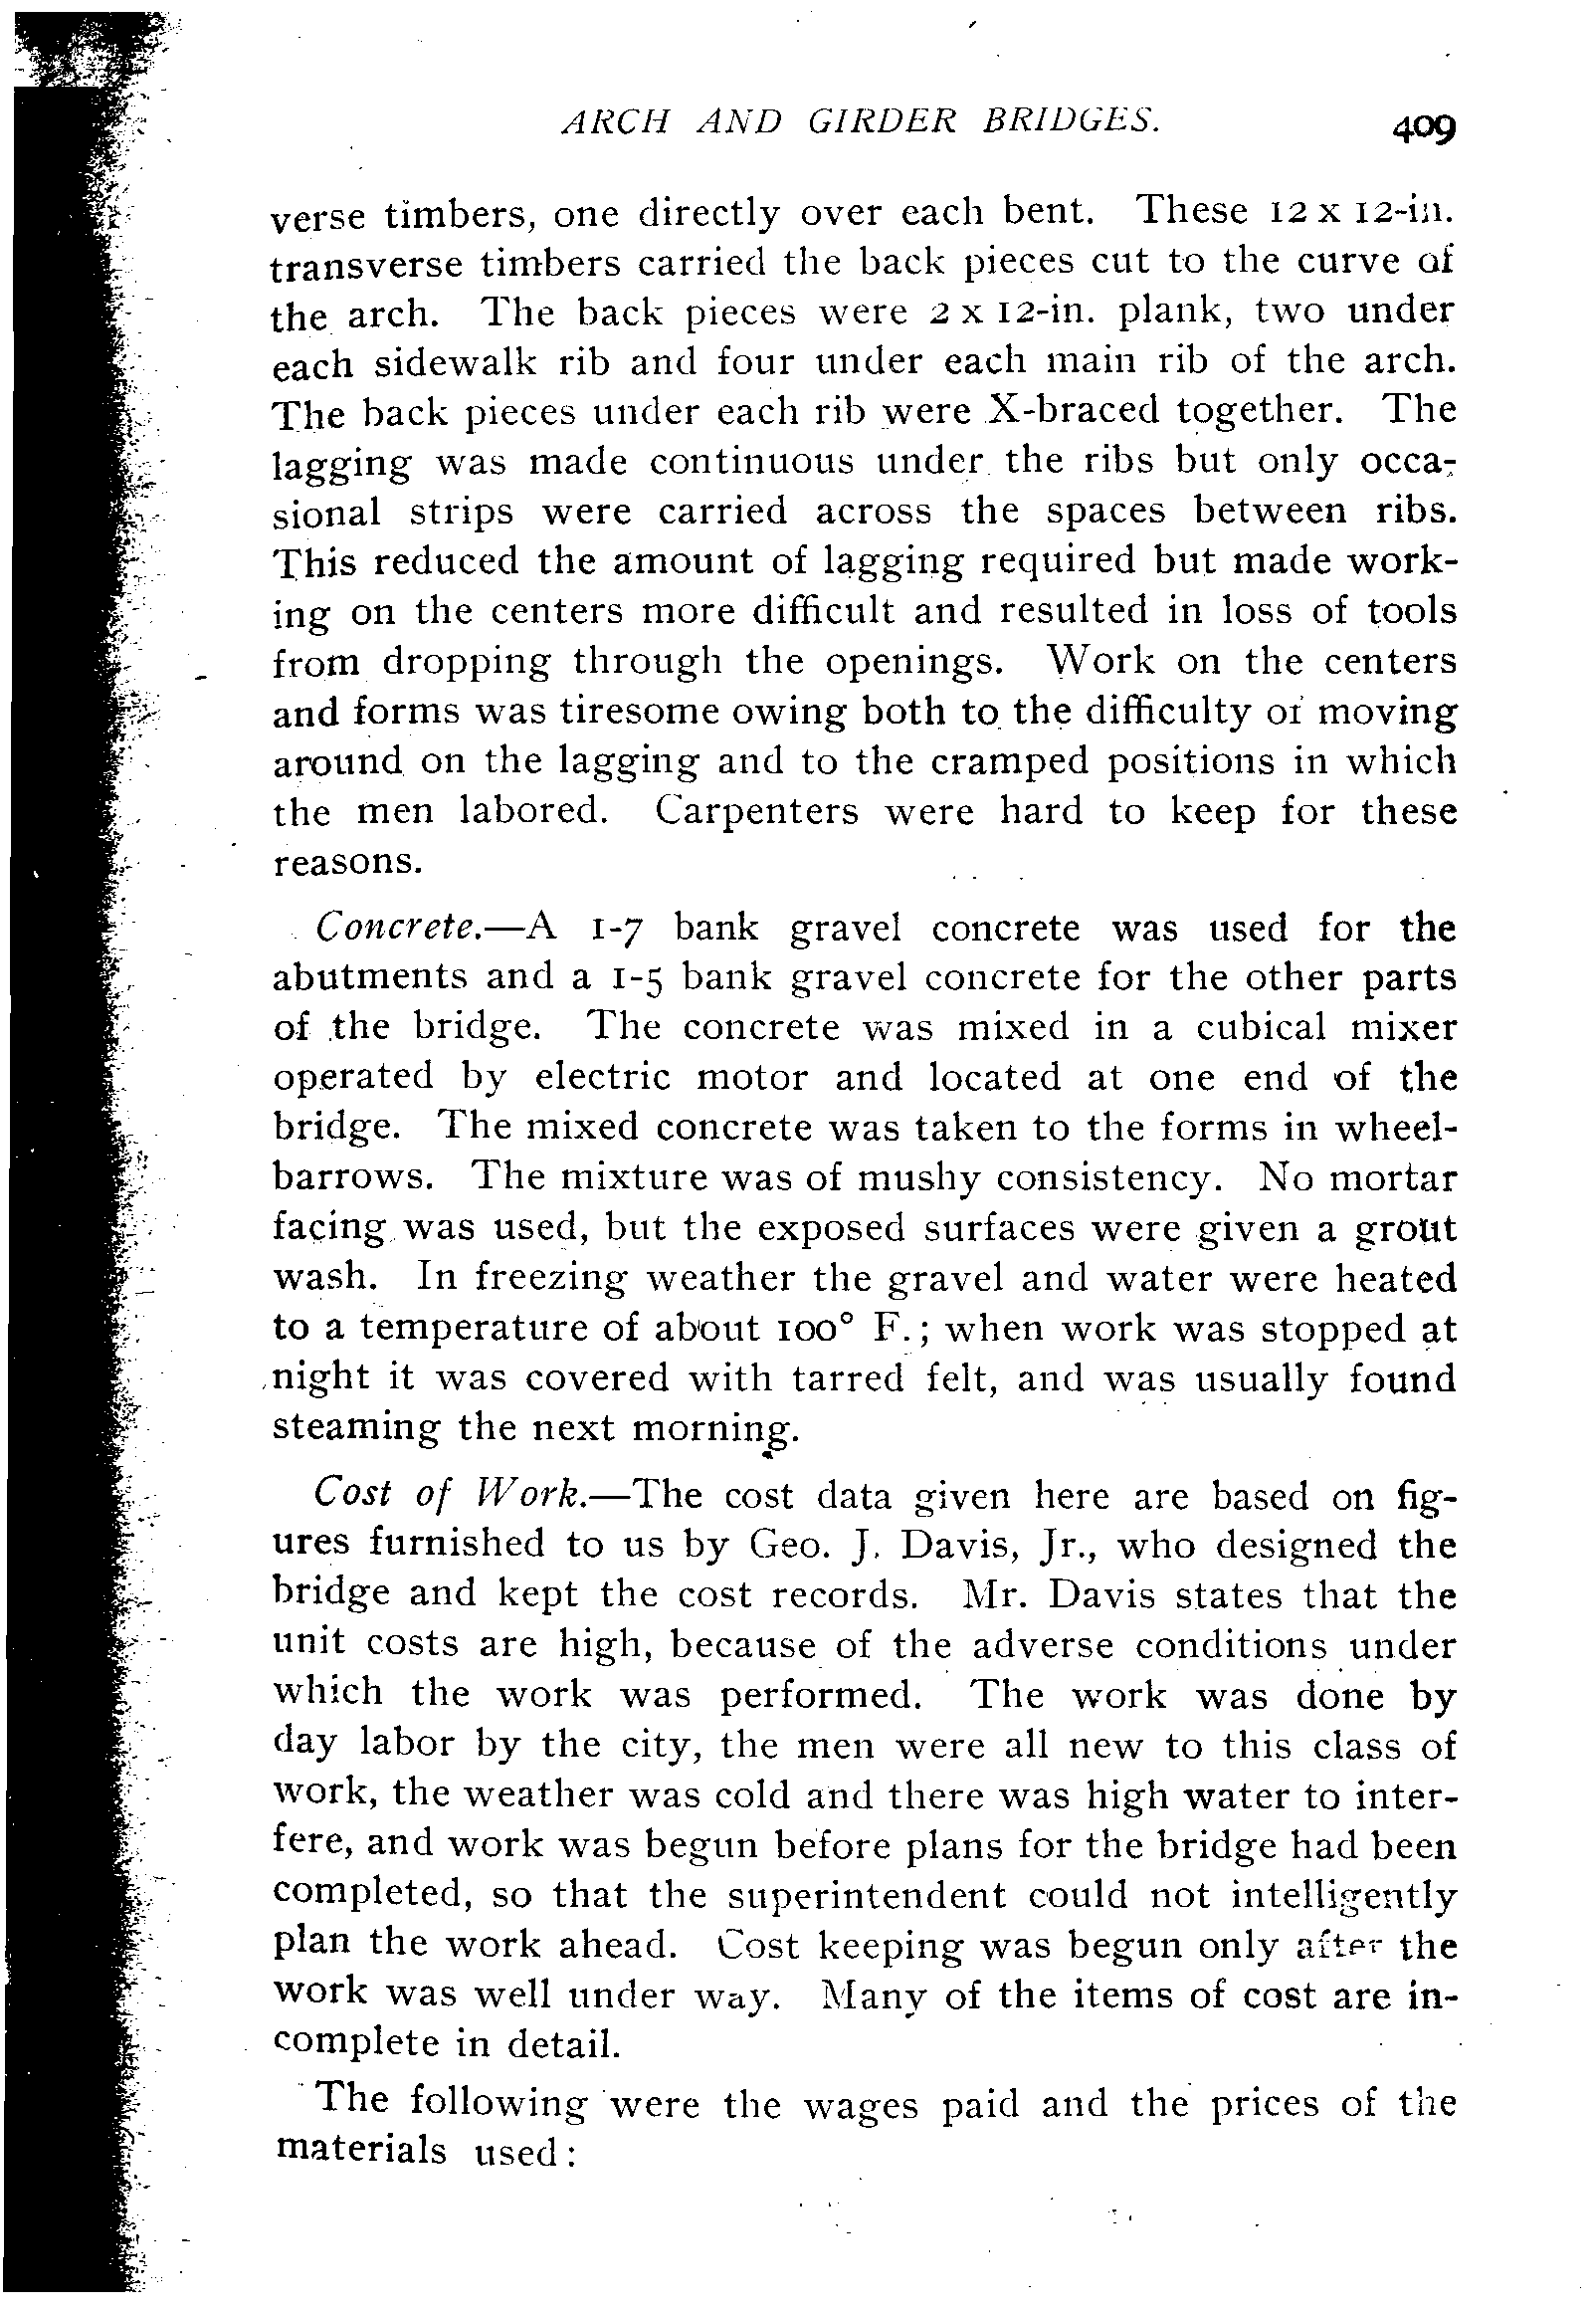 ARCH AND GIRDER BRIDGES. 409
verse timbers, one directly over each bent. These 12 x 12-in.
transverse timbers carried the back pieces cut to the curve of
the arch. The back pieces were 2 x 12-in. plank, two under
each sidewalk rib and four under each main rib of the arch.
The back pieces under each rib were X-braced together. The
lagging was made continuous under the ribs but only occa-
sional strips were carried across the spaces between ribs.
This reduced the amount of lagging required but made work-
ing on the centers more difficult and resulted in loss of tools
from dropping through the openings. Work on the centers
and forms was tiresome owing both to the difficulty of moving
around on the lagging and to the cramped positions in which
the men labored. Carpenters were hard to keep for these
reasons.
Concrete.—A 1-7 bank gravel concrete was used for the
abutments and a 1-5 bank gravel concrete for the other parts
of the bridge. The concrete was mixed in a cubical mixer
operated by electric motor and located at one end of the
bridge. The mixed concrete was taken to the forms in wheel-
barrows. The mixture was of mushy consistency. No mortar
facing was used, but the exposed surfaces were given a grout
wash. In freezing weather the gravel and water were heated
to a temperature of about 100° F.; when work was stopped at
night it was covered with tarred felt, and was usually found
steaming the next morning.
Cost of Work.—The cost data given here are based on fig-
ures furnished to us by Geo. J. Davis, Jr., who designed the
bridge and kept the cost records. Mr. Davis states that the
unit costs are high, because of the adverse conditions under
which the work was performed. The work was done by
day labor by the city, the men were all new to this class of
work, the weather was cold and there was high water to inter-
fere, and work was begun before plans for the bridge had been
completed, so that the superintendent could not intelligently
plan the work ahead. Cost keeping was begun only after the
work was well under way. Many of the items of cost are in-
complete in detail.
The following were the wages paid and the prices of the
materials used: